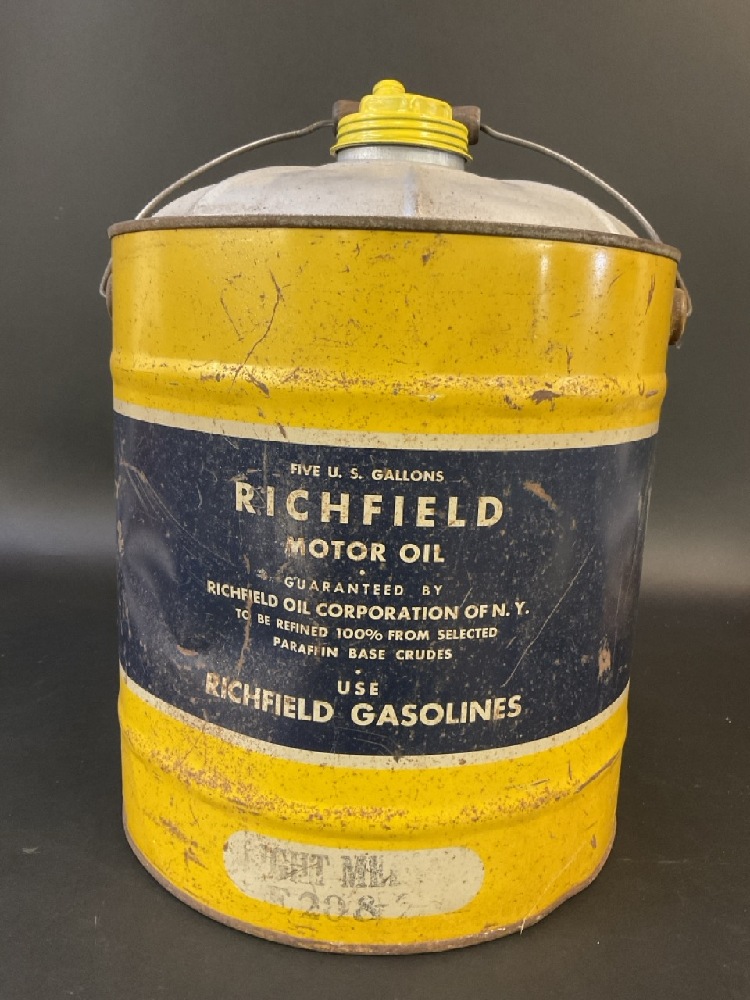 FIVE U. S. GALLONS
RICHFIELD
MOTOR OIL
GUARANTEED BY
RICHFIELD OIL CORPORATION OF N. Y.
TO BE REFINED 100% FROM SELECTED
PARAFFIN BASE CRUDES
USE
RICHFIELD GASOLINES
20 &